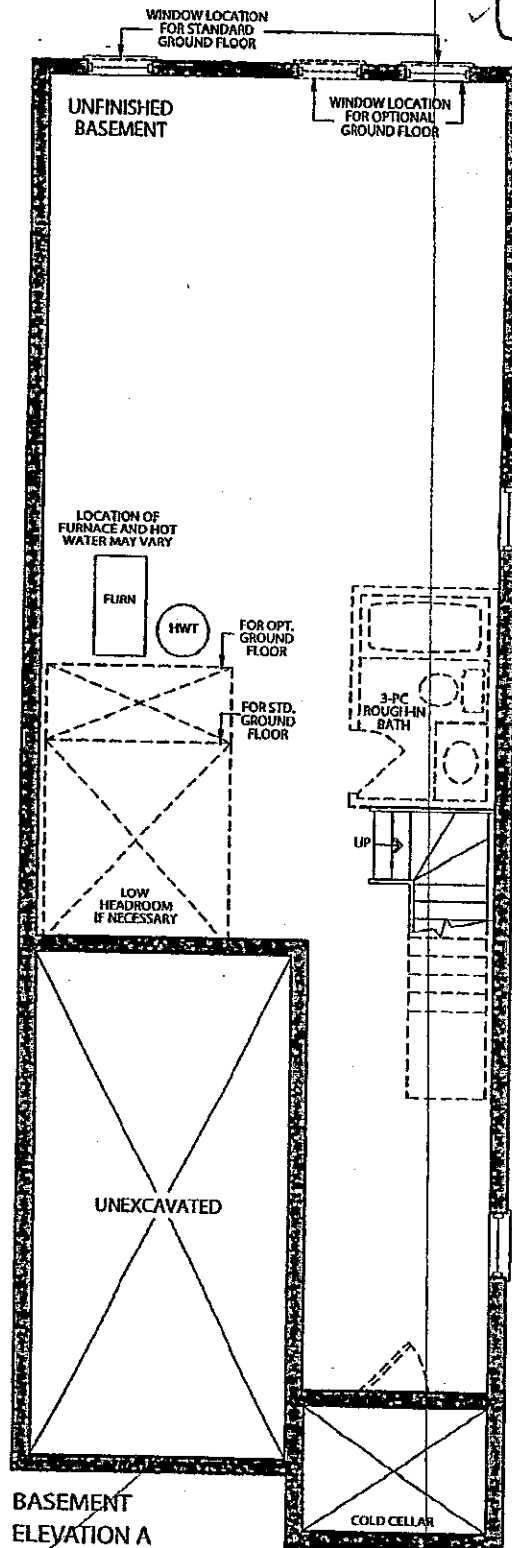 WINDOW LOCATION
FOR STANDARD
GROUND FLOOR
UNFINISHED
BASEMENT
WINDOW LOCATION
FOR OPTIONAL
GROUND FLOOR
LOCATION OF
FURNACE AND HOT
WATER MAY VARY
FURN
HWT
FOR OPT.
GROUND
FLOOR
FOR STD.
GROUND
FLOOR
3-PC
ROUGH-IN
BATH
UP
LOW
HEADROOM
IF NECESSARY
UNEXCAVATED
COLD CELLAR
BASEMENT
ELEVATION A